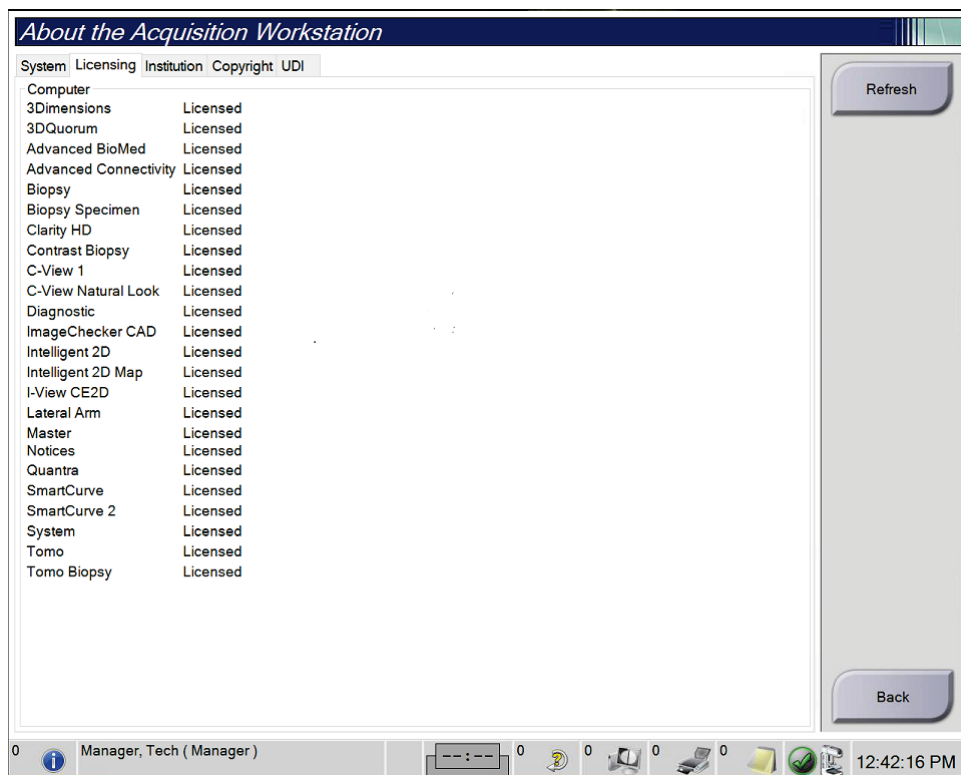 About the Acquisition Workstation
System Licensing Institution Copyright UDI
Computer
3Dimensions Licensed
3DQuorum Licensed
Advanced BioMed Licensed
Advanced Connectivity Licensed
Biopsy Licensed
Biopsy Specimen Licensed
Clarity HD Licensed
Contrast Biopsy Licensed
C-View 1 Licensed
C-View Natural Look Licensed
Diagnostic Licensed
ImageChecker CAD Licensed
Intelligent 2D Licensed
Intelligent 2D Map Licensed
I-View CE2D Licensed
Lateral Arm Licensed
Master Licensed
Notices Licensed
Quantra Licensed
SmartCurve Licensed
SmartCurve 2 Licensed
System Licensed
Tomo Licensed
Tomo Biopsy Licensed
Refresh
Back
0 Manager, Tech ( Manager ) --:-- 0 0 0 0 12:42:16 PM